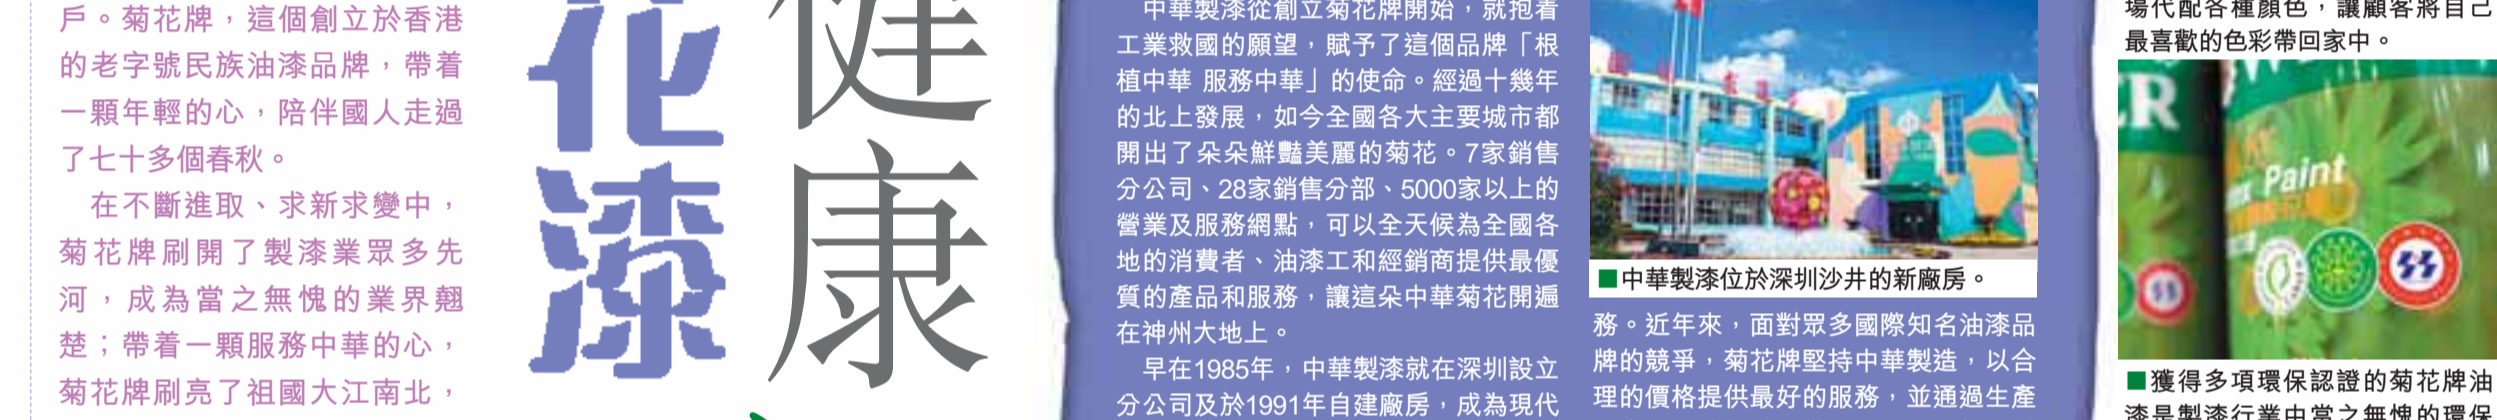 戶。菊花牌，這個創立於香港
的老字號民族油漆品牌，帶着
一顆年輕的心，陪伴國人走過
了七十多個春秋。
在不斷進取、求新求變中，
菊花牌刷開了製漆業眾多先
河，成為當之無愧的業界翹
楚；帶着一顆服務中華的心，
菊花牌刷亮了祖國大江南北，
花漆
健康
中華製漆從創立菊花牌開始，就抱着
工業救國的願望，賦予了這個品牌「根
植中華 服務中華」的使命。經過十幾年
的北上發展，如今全國各大主要城市都
開出了朵朵鮮豔美麗的菊花。7家銷售
分公司、28家銷售分部、5000家以上的
營業及服務網點，可以全天候為全國各
地的消費者、油漆工和經銷商提供最優
質的產品和服務，讓這朵中華菊花開遍
在神州大地上。
早在1985年，中華製漆就在深圳設立
分公司及於1991年自建廠房，成為現代
■中華製漆位於深圳沙井的新廠房。
務。近年來，面對眾多國際知名油漆品
牌的競爭，菊花牌堅持中華製造，以合
理的價格提供最好的服務，並通過生產
場代配各種顏色，讓顧客將自己
最喜歡的色彩帶回家中。
ER
Paint
■獲得多項環保認證的菊花牌油
漆是製漆行業中當之無愧的環保